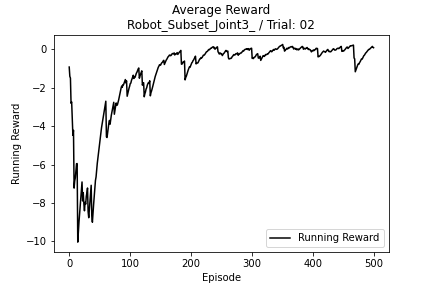 Average Reward
Robot_Subset_Joint3_ / Trial: 02
0
−2
−4
−6
−8
−10
Running Reward
Running Reward
0 100 200 300 400 500
Episode